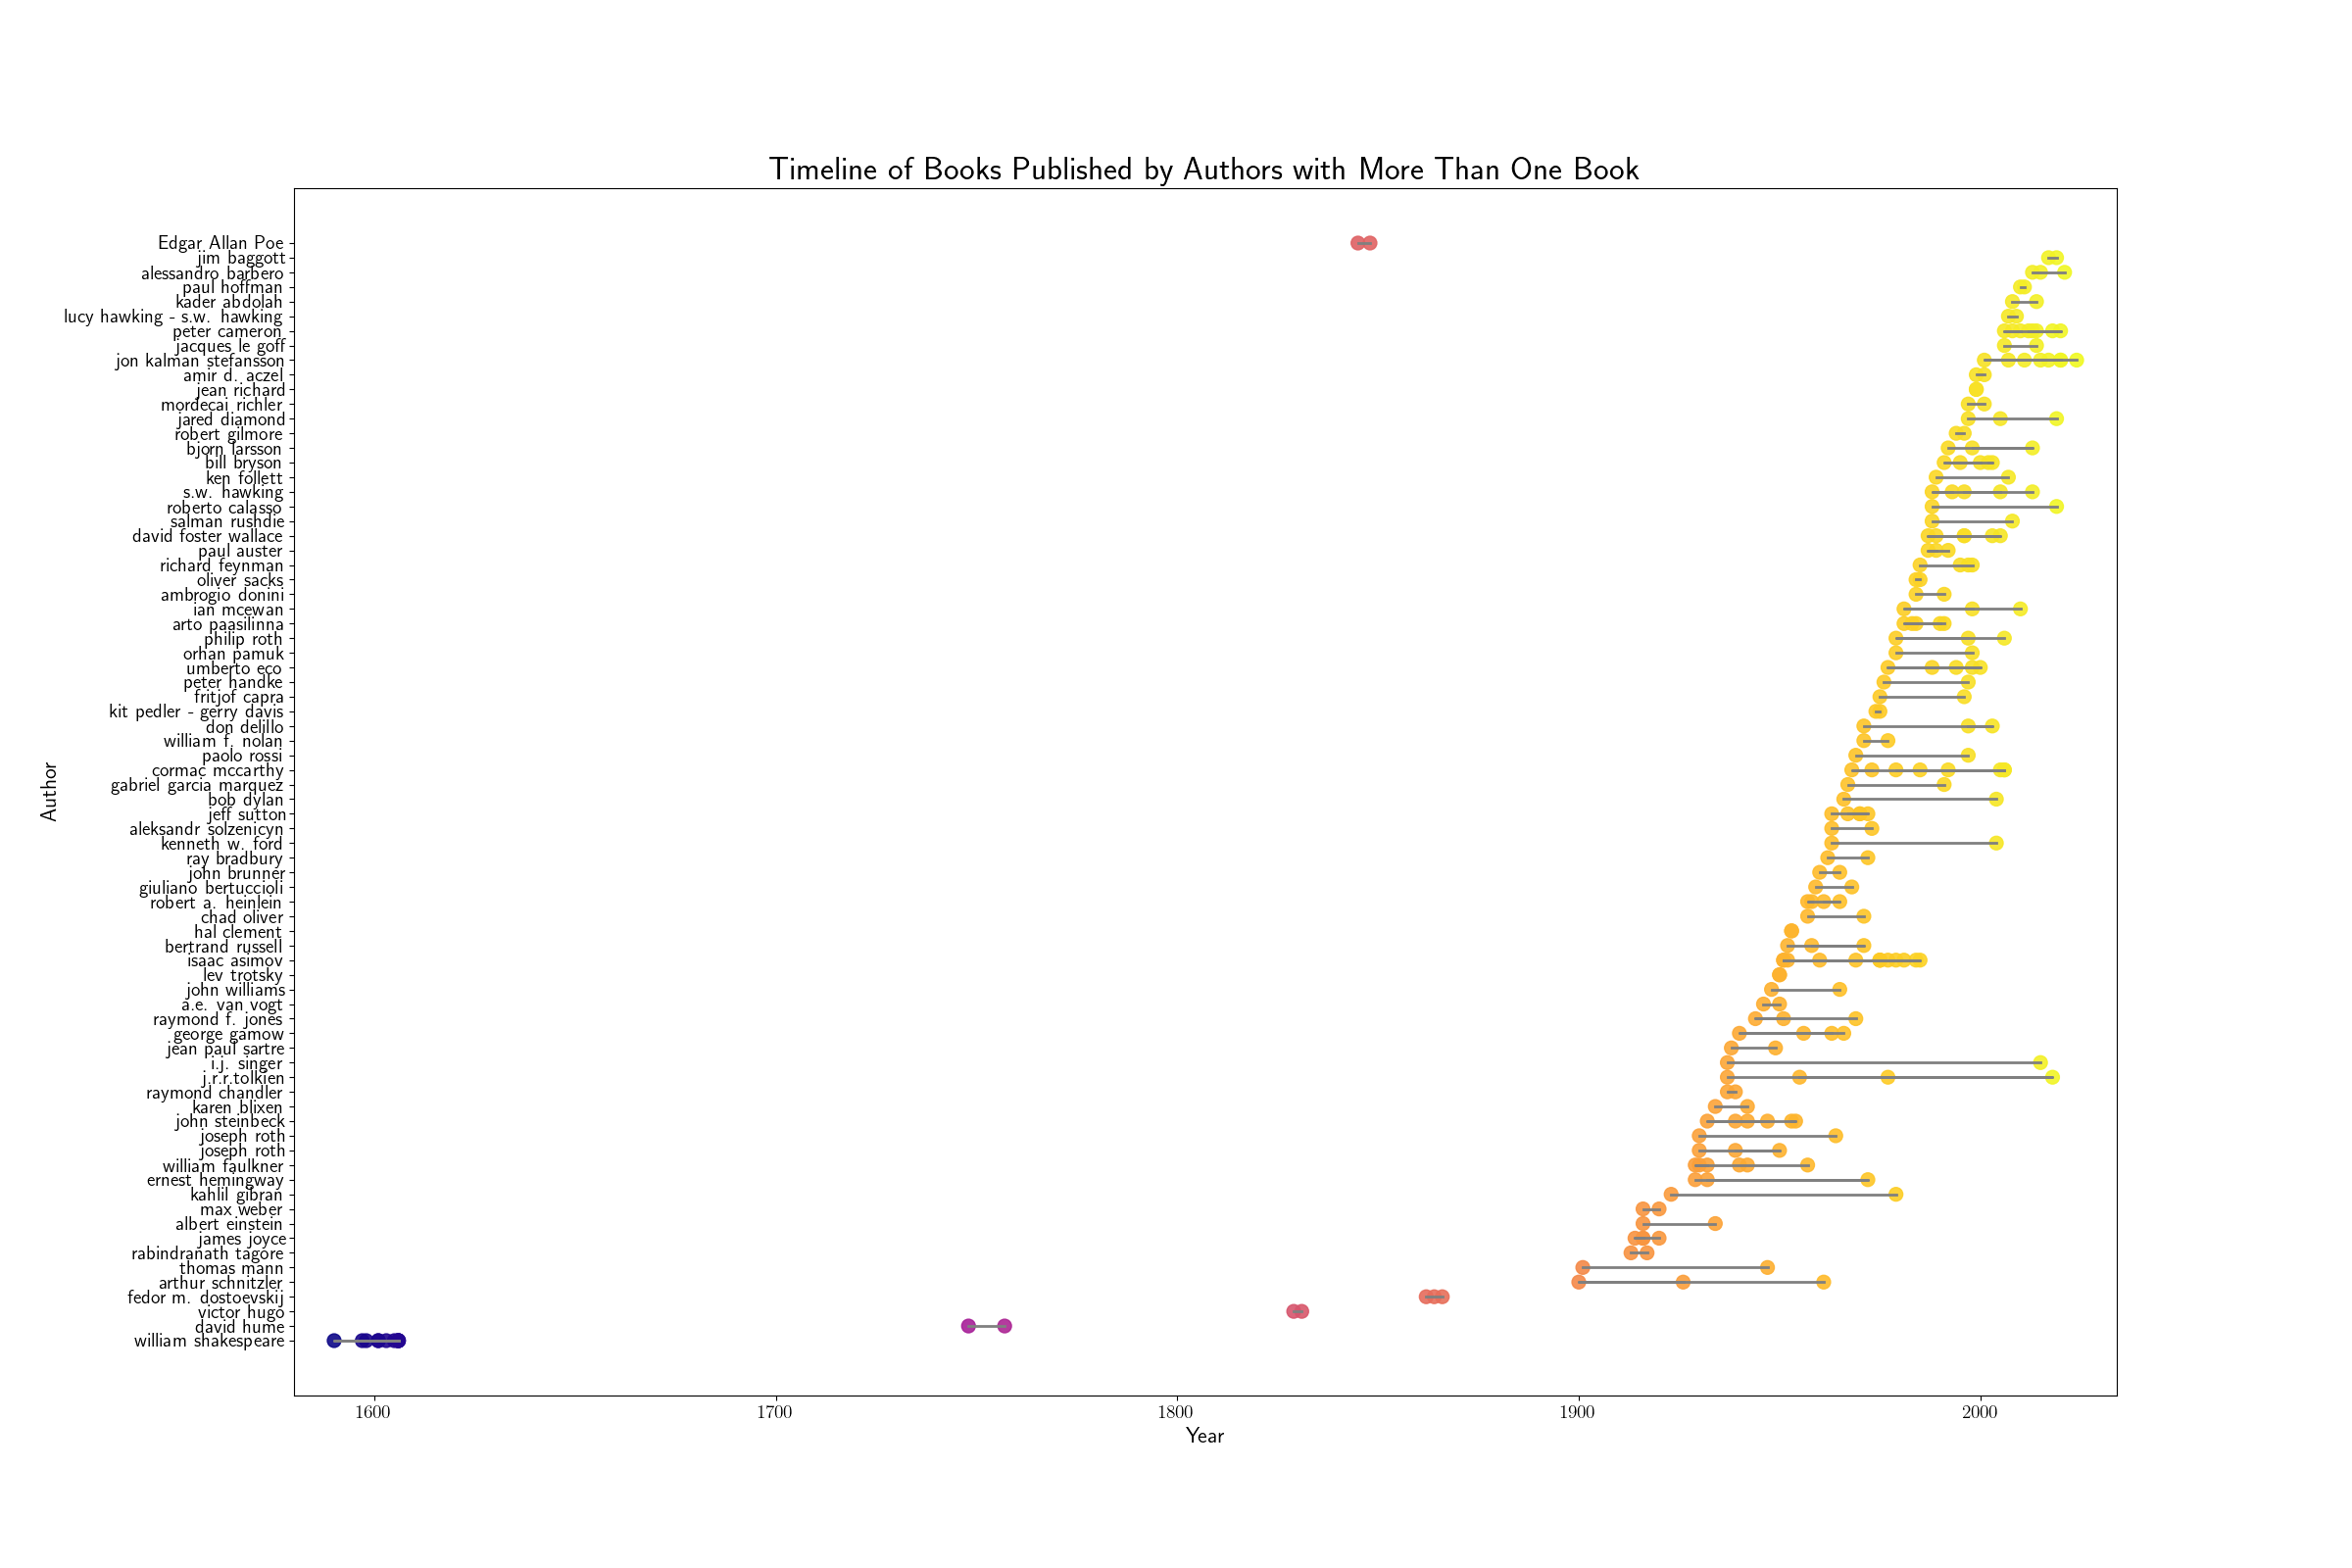 Timeline of Books Published by Authors with More Than One Book
Edgar Allan Poe
jim baggott
alessandro barbero
paul hoffman
kader abdolah
lucy hawking - s.w. hawking
peter cameron
jacques le goff
jon kalman stefansson
amir d. aczel
jean richard
mordecai richler
jared diamond
robert gilmore
bjorn larsson
bill bryson
ken follett
s.w. hawking
roberto calasso
salman rushdie
david foster wallace
paul auster
richard feynman
oliver sacks
ambrogio donini
ian mcewan
arto paasilinna
philip roth
orhan pamuk
umberto eco
peter handke
fritjof capra
kit pedler - gerry davis
don delillo
william f. nolan
paolo rossi
cormac mccarthy
gabriel garcia marquez
bob dylan
jeff sutton
aleksandr solzenicyn
kenneth w. ford
ray bradbury
john brunner
giuliano bertuccioli
robert a. heinlein
chad oliver
hal clement
bertrand russell
isaac asimov
lev trotsky
john williams
a.e. van vogt
raymond f. jones
george gamow
jean paul sartre
i.j. singer
j.r.r.tolkien
raymond chandler
karen blixen
john steinbeck
joseph roth
joseph roth
william faulkner
ernest hemingway
kahlil gibran
max weber
albert einstein
james joyce
rabindranath tagore
thomas mann
arthur schnitzler
fedor m. dostoevskij
victor hugo
david hume
william shakespeare
Author
1600 1700 1800 1900 2000
Year